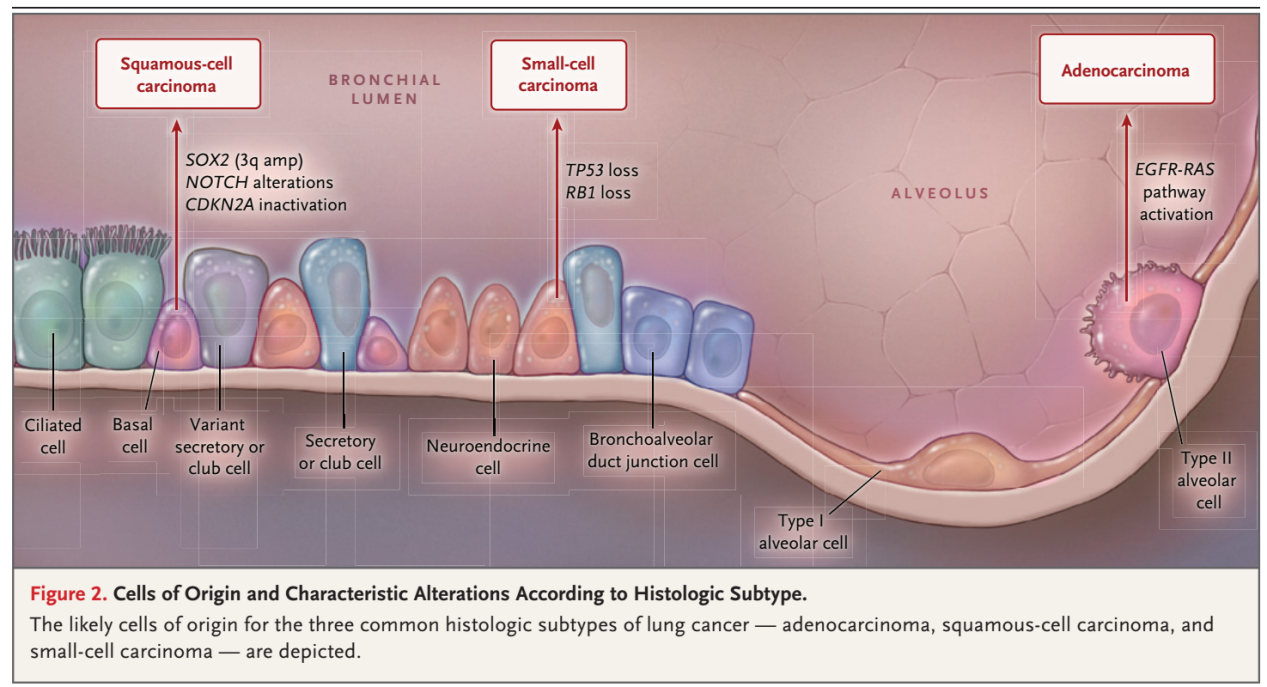 Squamous-cell
carcinoma
BRONCHIAL
LUMEN
Small-cell
carcinoma
Adenocarcinoma
SOX2 (3q amp)
NOTCH alterations
CDKN2A inactivation
TP53 loss
RB1 loss
ALVEOLUS
EGFR-RAS
pathway
activation
Ciliated
cell
Basal
cell
Variant
secretory or
club cell
Secretory
or club cell
Neuroendocrine
cell
Bronchoalveolar
duct junction cell
Type I
alveolar cell
Type II
alveolar
cell
Figure 2. Cells of Origin and Characteristic Alterations According to Histologic Subtype.
The likely cells of origin for the three common histologic subtypes of lung cancer — adenocarcinoma, squamous-cell carcinoma, and
small-cell carcinoma — are depicted.